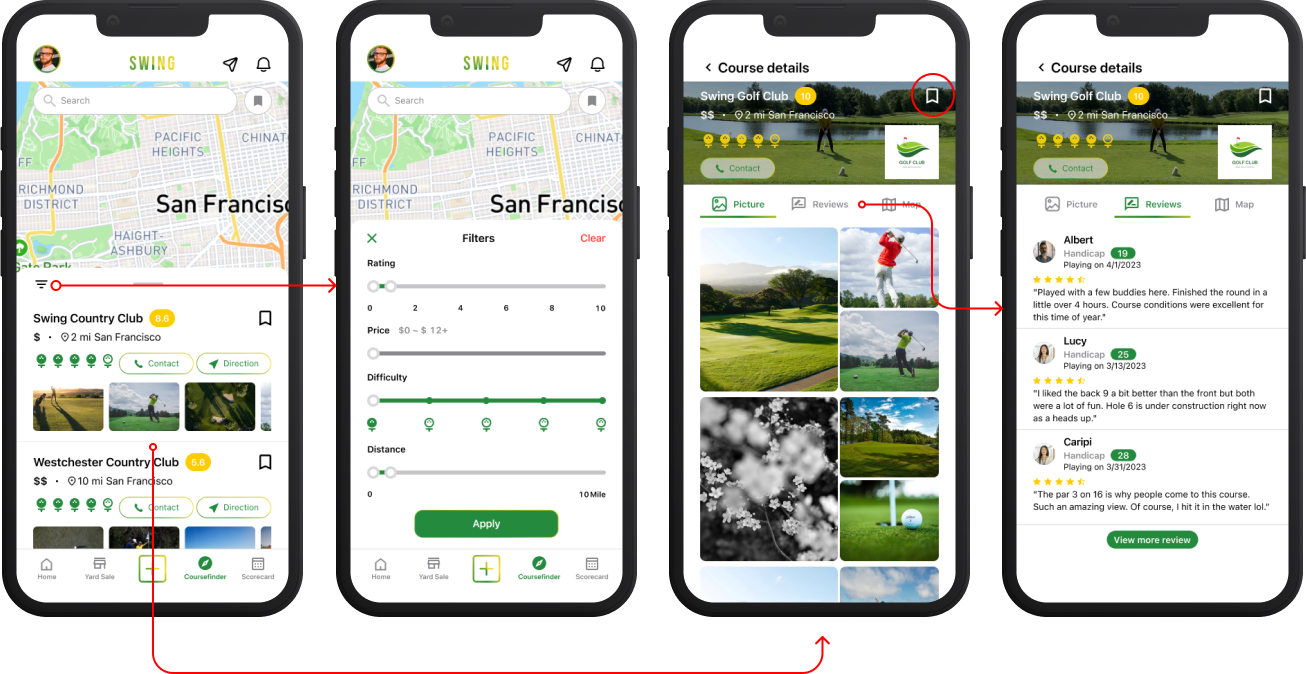 SWING
Search
PACIFIC
HEIGHTS
CHINAT
FF
RICHMOND
DISTRICT
San Francisc
HAIGHT-
ASHBURY
Gate Park
Swing Country Club 8.6
$ · 2 mi San Francisco
Contact Direction
Westchester Country Club 5.6
$$ · 10 mi San Francisco
Contact Direction
Home Yard Sale Coursefinder Scorecard
SWING
Search
PACIFIC
HEIGHTS
CHINAT
FF
RICHMOND
DISTRICT
San Francisc
Filters Clear
Rating
0 2 4 6 8 10
Price $0 ~ $ 12+
Difficulty
Distance
0 10 Mile
Apply
Home Yard Sale Coursefinder Scorecard
Course details
Swing Golf Club 10
$$ · 2 mi San Francisco
GOLF CLUB
Contact
Picture Reviews Map
Course details
Swing Golf Club 10
$$ · 2 mi San Francisco
GOLF CLUB
Contact
Picture Reviews Map
Albert
Handicap 19
Playing on 4/1/2023
"Played with a few buddies here. Finished the round in a
little over 4 hours. Course conditions were excellent for
this time of year."
Lucy
Handicap 25
Playing on 3/13/2023
"I liked the back 9 a bit better than the front but both
were a lot of fun. Hole 6 is under construction right now
as a heads up."
Caripi
Handicap 28
Playing on 3/31/2023
"The par 3 on 16 is why people come to this course.
Such an amazing view. Of course, I hit it in the water lol."
View more review